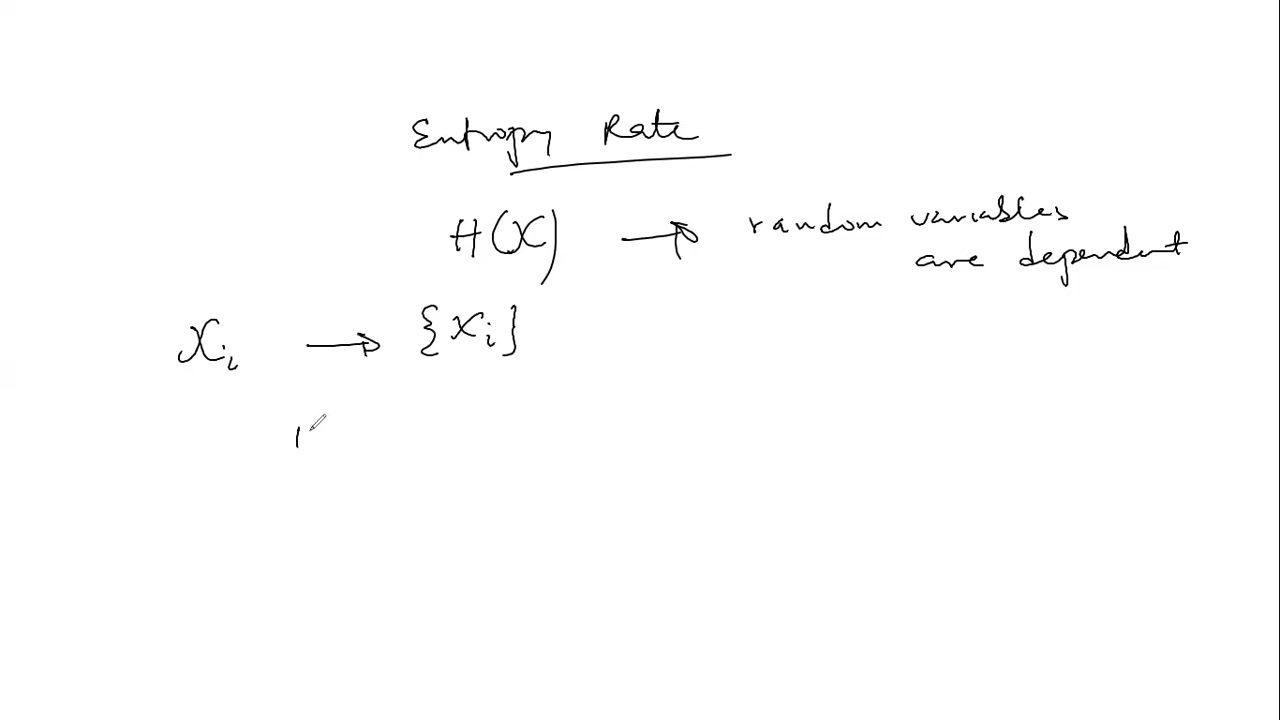 Entropy Rate
H(X) → random variables
are dependent
Xi → {Xi}